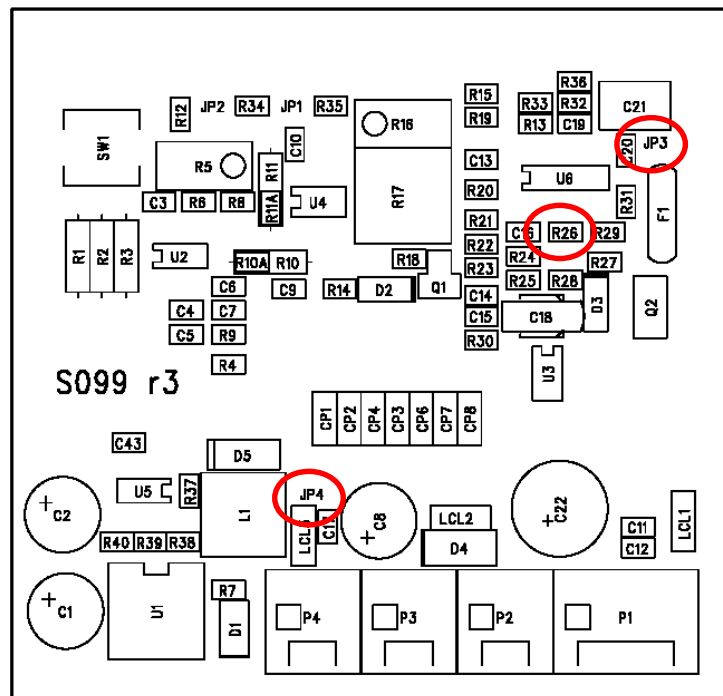 R36
R15
R12 JP2 R34 JP1 R35 R33 R32 C21
R16
R19 R13 C19
SW1 C10 C20 JP3
R5 R11 C13
U6
R17 R20
C3 R6 R8 R11A U4 R31 F1
R21
C16 R26 R29
R1 R2 R3 U2 R10A R10 R18 R22
R24
R23 R27
C6 C9 R14 D2 Q1 R25 R28
C14 D3 Q2
C4 C7 C15 C18
C5 R9 R30
R4 U3
S099 r3
CP1 CP2 CP4 CP3 CP6 CP7 CP8
C43
D5
U5 R37 JP4
C2 L1 C8 LCL2 C22 LCL1
C11
R40 R39 R38 D4 C12
C1 U1 R7
D1 P4 P3 P2 P1